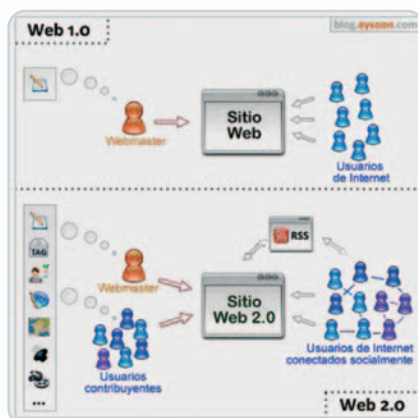 Web 1.0
blog.aysoon.com
Webmaster
Sitio
Web
Usuarios
de Internet
TAG
RSS
Webmaster
Sitio
Web 2.0
Usuarios
contribuyentes
Usuarios de Internet
conectados socialmente
...
Web 2.0